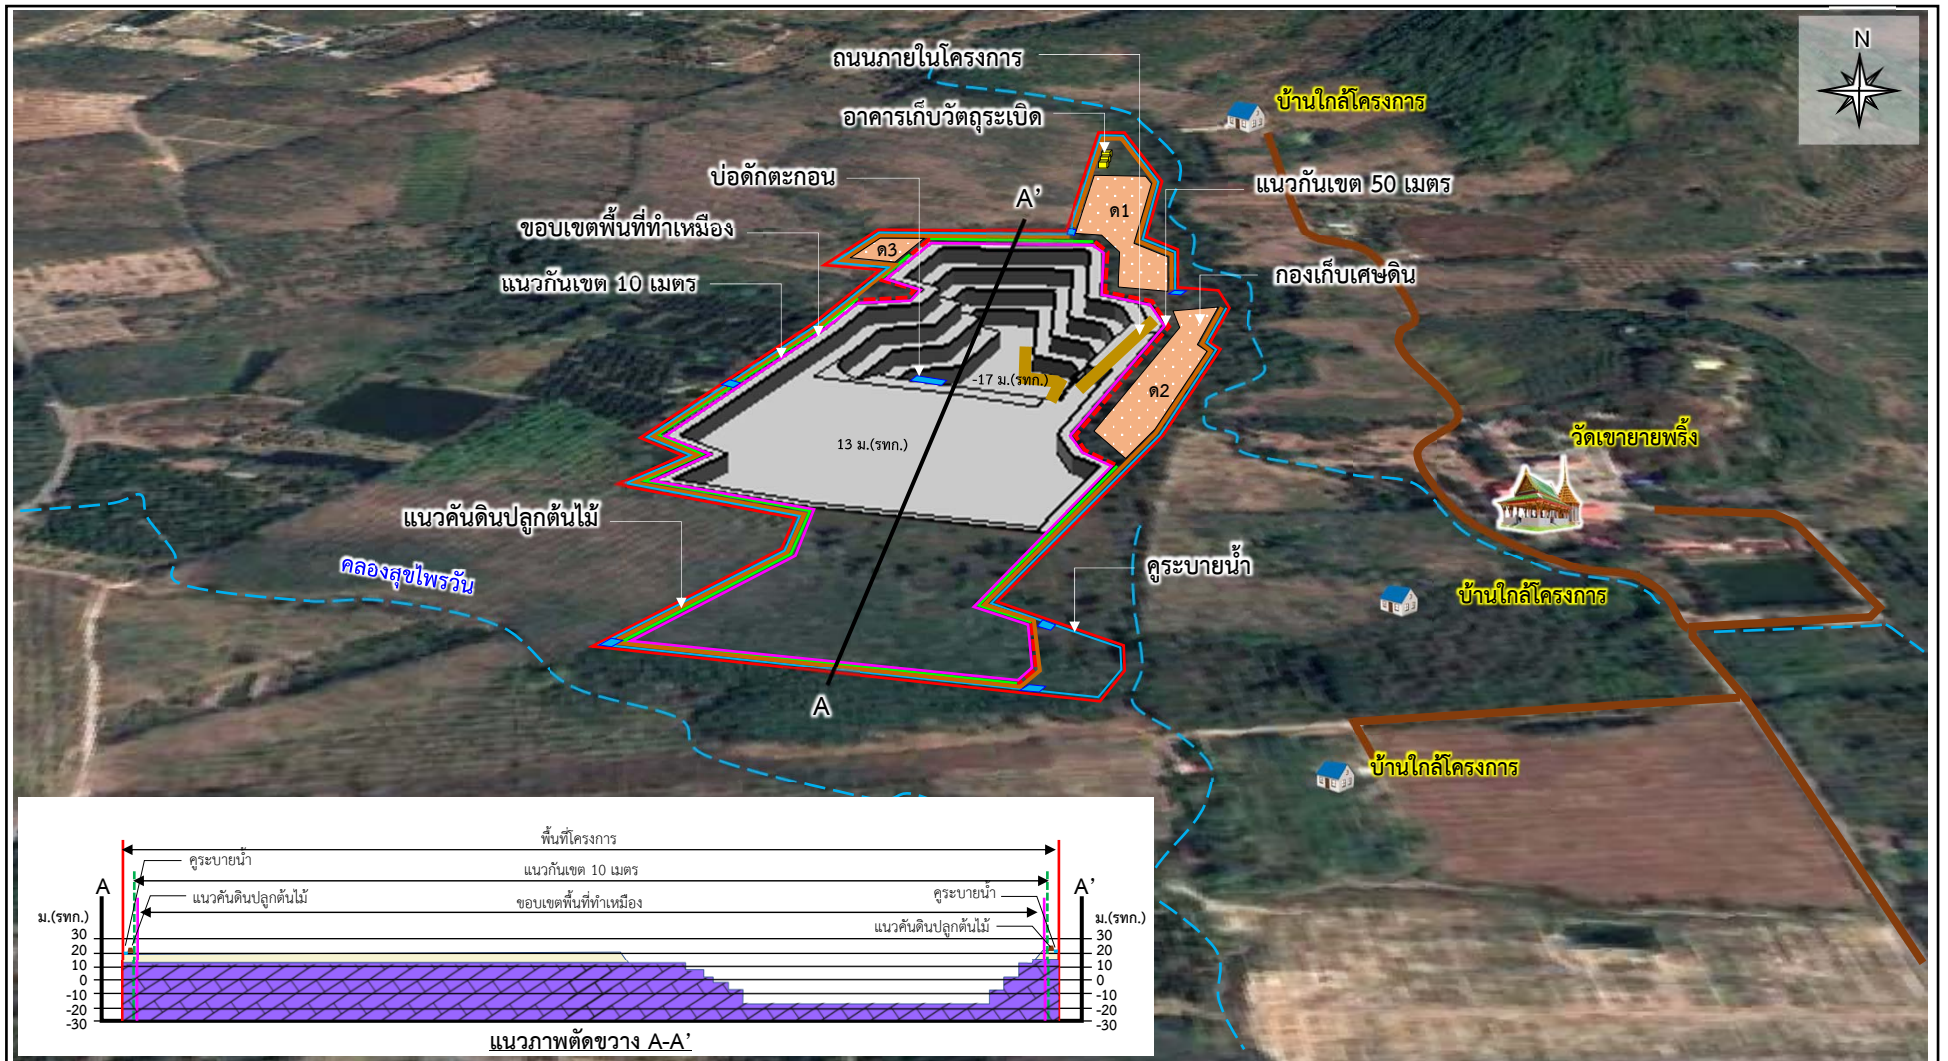 N
ถนนภายในโครงการ
บ้านใกล้โครงการ
อาคารเก็บวัตถุระเบิด
บ่อดักตะกอน
แนวกันเขต 50 เมตร
A’
ด1
ขอบเขตพื้นที่ทำเหมือง
ด3
แนวกันเขต 10 เมตร
กองเก็บเศษดิน
-17 ม.(รทก.)
ด2
13 ม.(รทก.)
วัดเขายายพริ้ง
แนวคันดินปลูกต้นไม้
คลองสุขไพรวัน
คูระบายน้ำ
บ้านใกล้โครงการ
A
บ้านใกล้โครงการ
พื้นที่โครงการ
คูระบายน้ำ
แนวกันเขต 10 เมตร
A
A’
แนวคันดินปลูกต้นไม้
คูระบายน้ำ
ขอบเขตพื้นที่ทำเหมือง
ม.(รทก.)
ม.(รทก.)
แนวคันดินปลูกต้นไม้
30
30
20
20
10
10
0
0
-10
-10
-20
-20
-30
-30
แนวภาพตัดขวาง A-A’